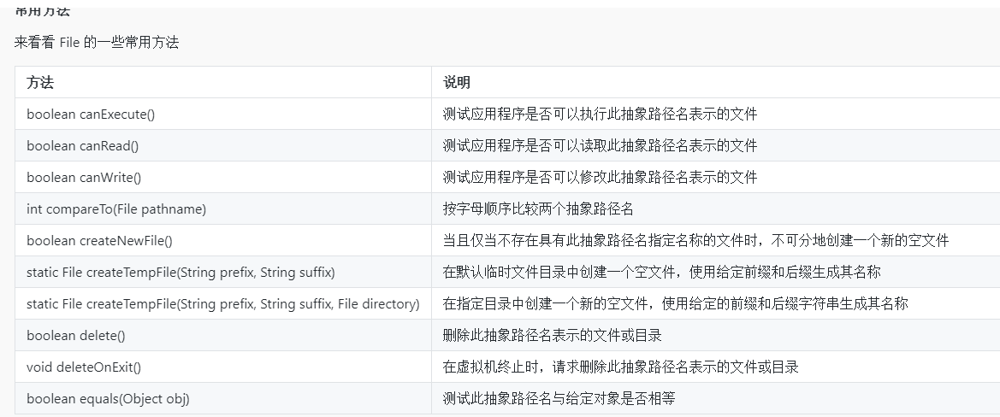 常用方法
来看看 File 的一些常用方法
方法 说明
boolean canExecute() 测试应用程序是否可以执行此抽象路径名表示的文件
boolean canRead() 测试应用程序是否可以读取此抽象路径名表示的文件
boolean canWrite() 测试应用程序是否可以修改此抽象路径名表示的文件
int compareTo(File pathname) 按字母顺序比较两个抽象路径名
boolean createNewFile() 当且仅当不存在具有此抽象路径名指定名称的文件时，不可分地创建一个新的空文件
static File createTempFile(String prefix, String suffix) 在默认临时文件目录中创建一个空文件，使用给定前缀和后缀生成其名称
static File createTempFile(String prefix, String suffix, File directory) 在指定目录中创建一个新的空文件，使用给定的前缀和后缀字符串生成其名称
boolean delete() 删除此抽象路径名表示的文件或目录
void deleteOnExit() 在虚拟机终止时，请求删除此抽象路径名表示的文件或目录
boolean equals(Object obj) 测试此抽象路径名与给定对象是否相等